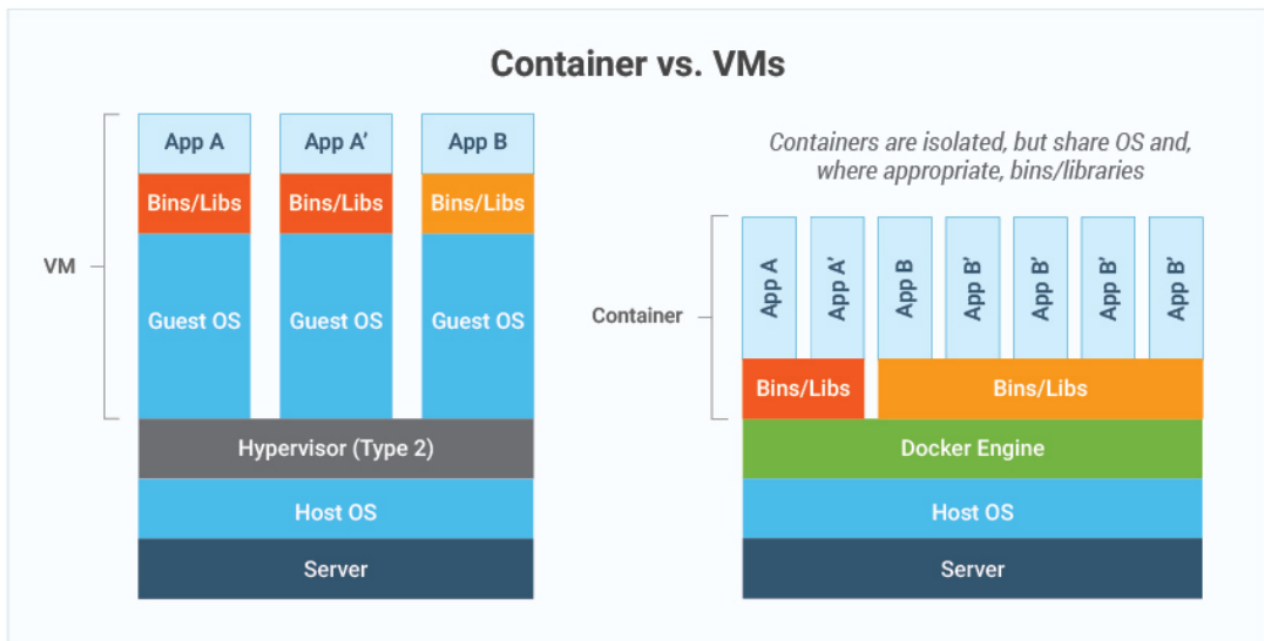 Container vs. VMs
App A
App A’
App B
Bins/Libs
Bins/Libs
Bins/Libs
VM
Guest OS
Guest OS
Guest OS
Hypervisor (Type 2)
Host OS
Server
Containers are isolated, but share OS and,
where appropriate, bins/libraries
Container
App A
App A’
App B
App B’
App B’
App B’
App B’
Bins/Libs
Bins/Libs
Docker Engine
Host OS
Server